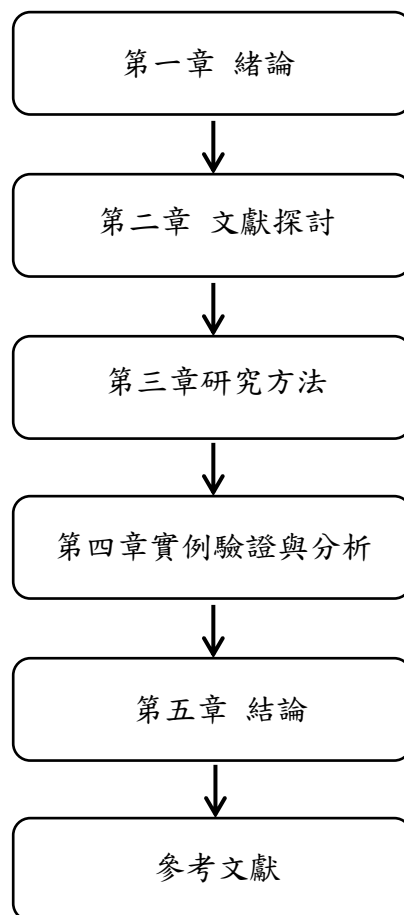 第一章 緒論
第二章 文獻探討
第三章研究方法
第四章實例驗證與分析
第五章 結論
參考文獻